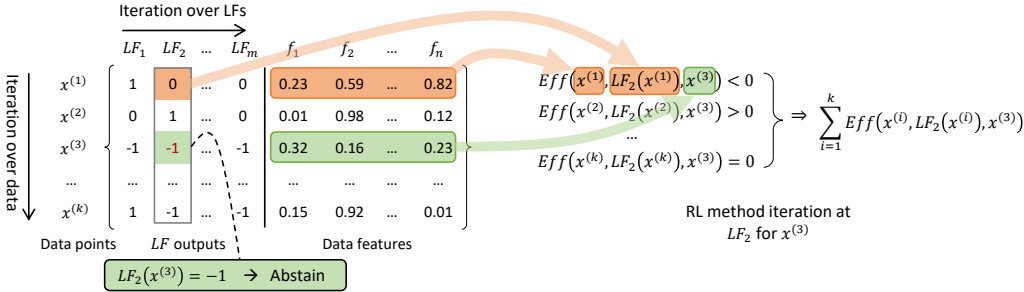 Iteration over LFs
Iteration over data
LF₁ LF₂ … LFₘ f₁ f₂ … fₙ
x⁽¹⁾ 1 0 … 0 0.23 0.59 … 0.82
x⁽²⁾ 0 1 … 0 0.01 0.98 … 0.12
x⁽³⁾ -1 -1 … -1 0.32 0.16 … 0.23
… … … … … … … … …
x⁽ᵏ⁾ 1 -1 … -1 0.15 0.92 … 0.01
Data points LF outputs Data features
LF₂(x⁽³⁾) = −1 → Abstain
Eff(x⁽¹⁾, LF₂(x⁽¹⁾), x⁽³⁾) < 0
Eff(x⁽²⁾, LF₂(x⁽²⁾), x⁽³⁾) > 0
…
Eff(x⁽ᵏ⁾, LF₂(x⁽ᵏ⁾), x⁽³⁾) = 0
⇒ ∑ᵢ₌₁ᵏ Eff(x⁽ⁱ⁾, LF₂(x⁽ⁱ⁾), x⁽³⁾)
RL method iteration at
LF₂ for x⁽³⁾